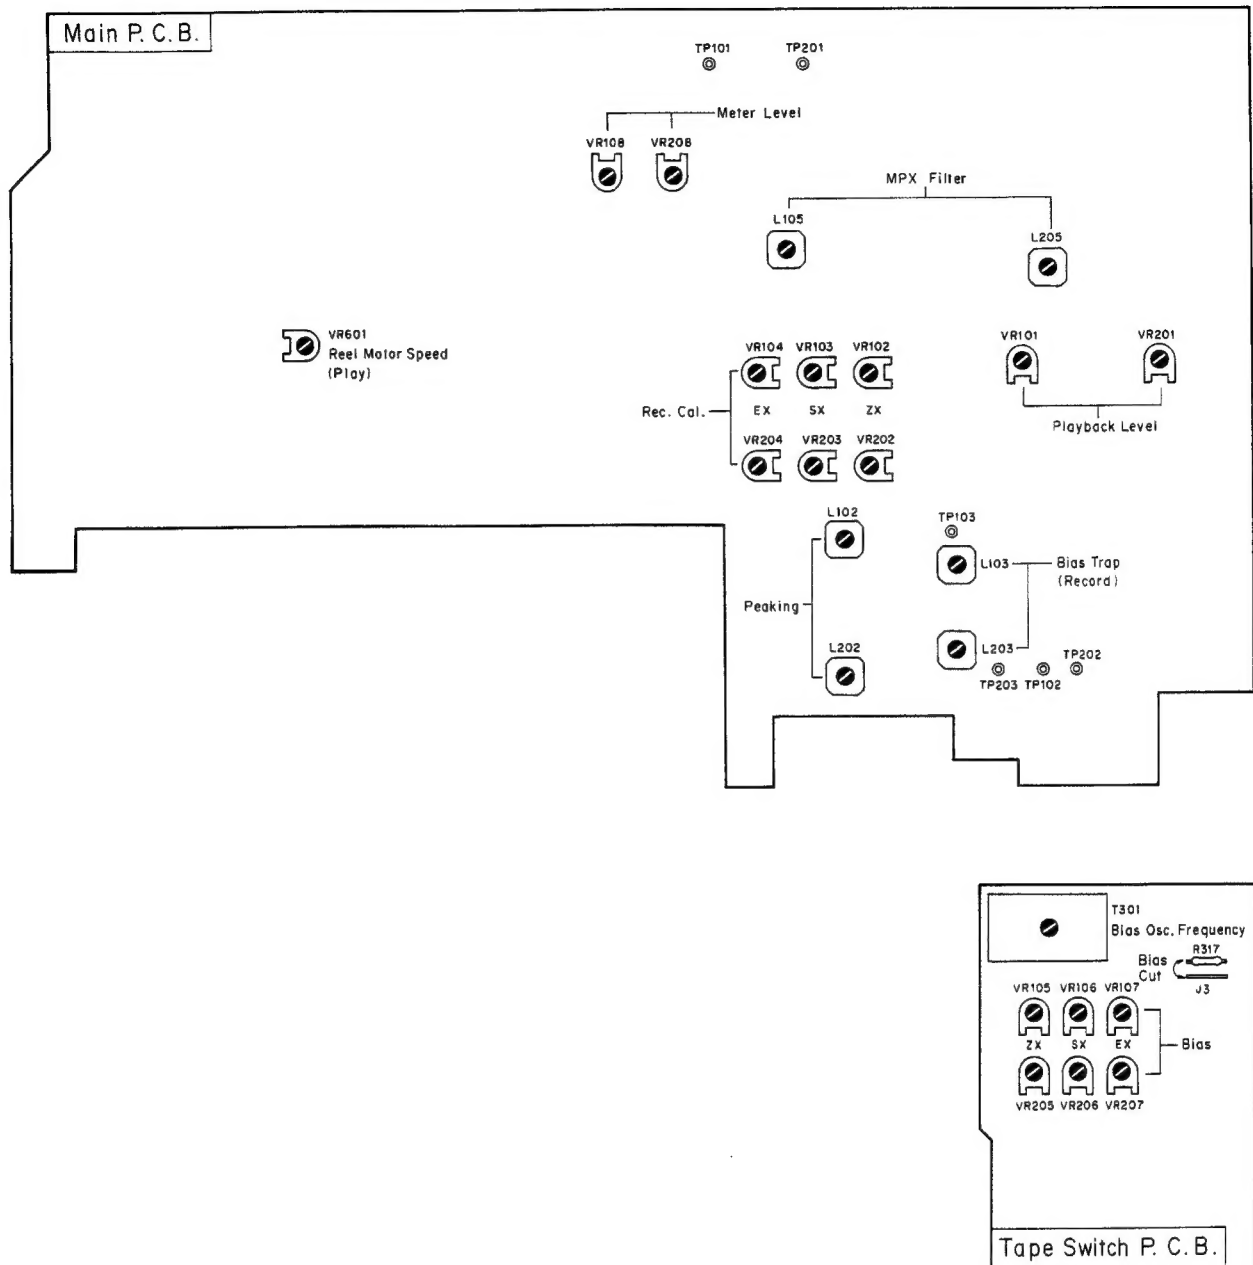 Main P. C. B.
TP101 TP201
Meter Level
VR108 VR208
MPX Filter
L105
L205
VR601
Reel Motor Speed
(Play)
VR104 VR103 VR102
VR101 VR201
Rec. Cal.
EX SX ZX
Playback Level
VR204 VR203 VR202
L102
TP103
L103
Bias Trap
(Record)
Peaking
L202
L203
TP202
TP203 TP102
T301
Bias Osc. Frequency
R317
Bias
Cut
J3
VR105 VR106 VR107
ZX SX EX
Bias
VR205 VR206 VR207
Tape Switch P. C. B.